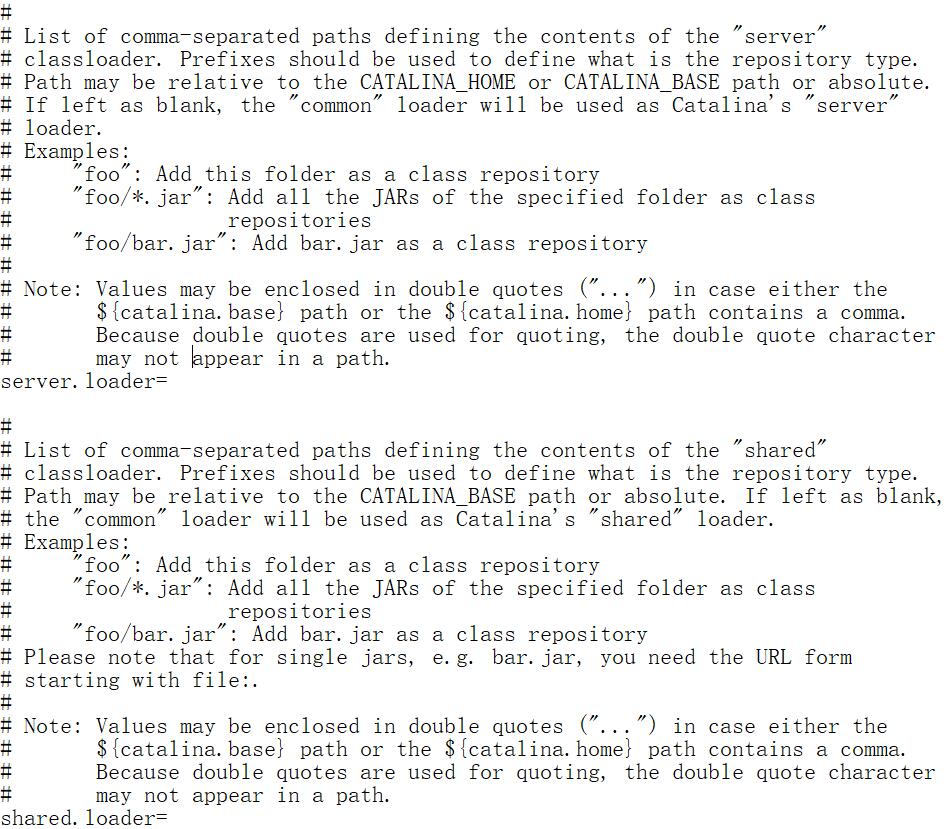 #
# List of comma-separated paths defining the contents of the "server"
# classloader. Prefixes should be used to define what is the repository type.
# Path may be relative to the CATALINA_HOME or CATALINA_BASE path or absolute.
# If left as blank, the "common" loader will be used as Catalina's "server"
# loader.
# Examples:
#     "foo": Add this folder as a class repository
#     "foo/*.jar": Add all the JARs of the specified folder as class
#                  repositories
#     "foo/bar.jar": Add bar.jar as a class repository
#
# Note: Values may be enclosed in double quotes ("...") in case either the
#       ${catalina.base} path or the ${catalina.home} path contains a comma.
#       Because double quotes are used for quoting, the double quote character
#       may not appear in a path.
server.loader=

#
# List of comma-separated paths defining the contents of the "shared"
# classloader. Prefixes should be used to define what is the repository type.
# Path may be relative to the CATALINA_BASE path or absolute. If left as blank,
# the "common" loader will be used as Catalina's "shared" loader.
# Examples:
#     "foo": Add this folder as a class repository
#     "foo/*.jar": Add all the JARs of the specified folder as class
#                  repositories
#     "foo/bar.jar": Add bar.jar as a class repository
# Please note that for single jars, e.g. bar.jar, you need the URL form
# starting with file:.
#
# Note: Values may be enclosed in double quotes ("...") in case either the
#       ${catalina.base} path or the ${catalina.home} path contains a comma.
#       Because double quotes are used for quoting, the double quote character
#       may not appear in a path.
shared.loader=